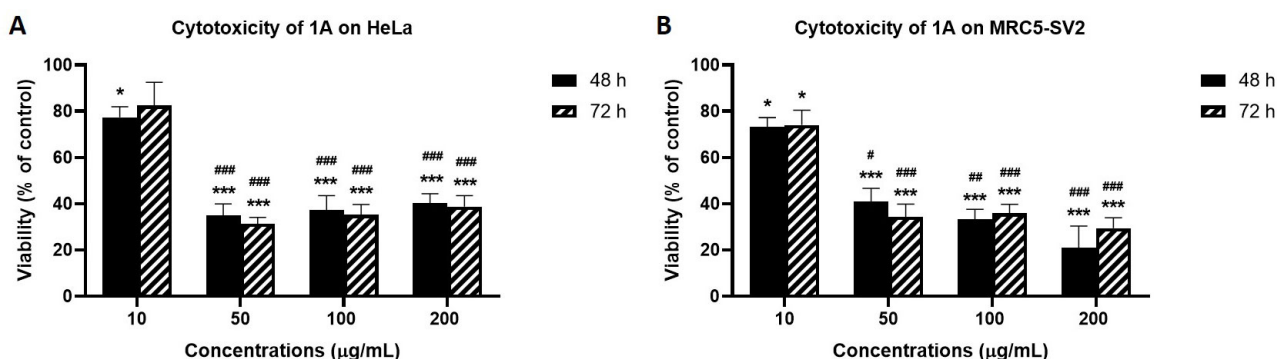 A
Cytotoxicity of 1A on HeLa
Viability (% of control)
100
80
60
40
20
0
*
###
***
###
***
###
***
###
***
###
***
###
***
10 50 100 200
Concentrations (μg/mL)
48 h
72 h
B
Cytotoxicity of 1A on MRC5-SV2
Viability (% of control)
100
80
60
40
20
0
*
*
#
***
###
***
##
***
###
***
###
***
###
***
10 50 100 200
Concentrations (μg/mL)
48 h
72 h